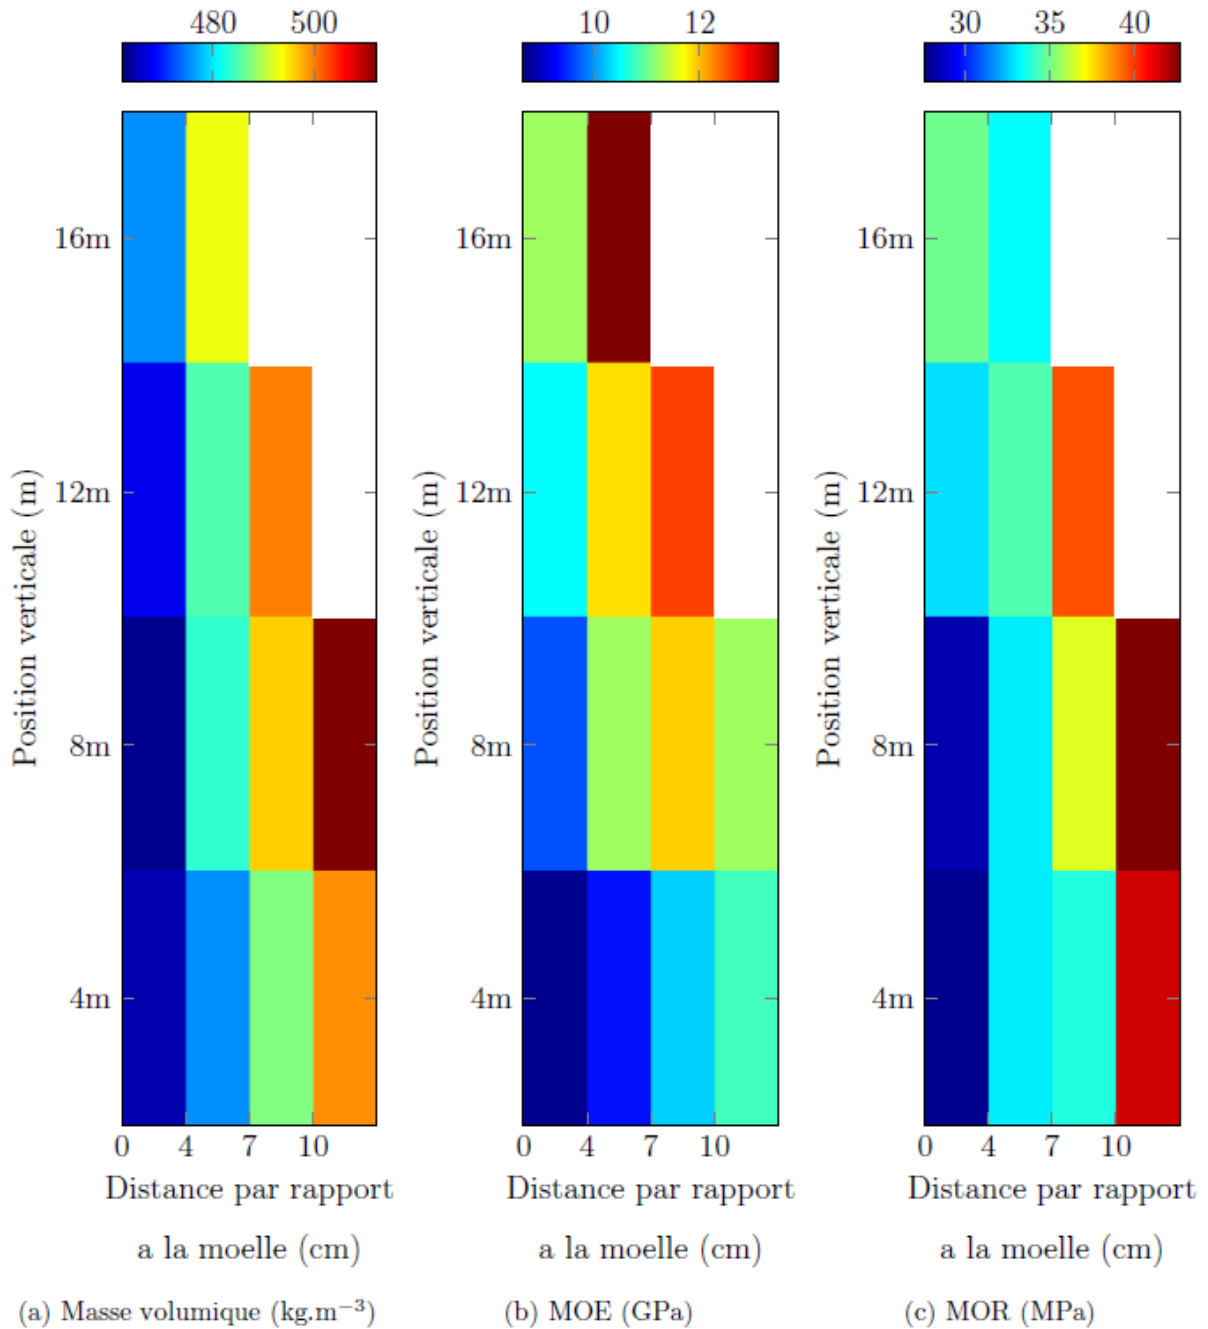 480 500
10 12
30 35 40
Position verticale (m)
16m
12m
8m
4m
0 4 7 10
Distance par rapport
a la moelle (cm)
(a) Masse volumique (kg.m⁻³)
Position verticale (m)
16m
12m
8m
4m
0 4 7 10
Distance par rapport
a la moelle (cm)
(b) MOE (GPa)
Position verticale (m)
16m
12m
8m
4m
0 4 7 10
Distance par rapport
a la moelle (cm)
(c) MOR (MPa)